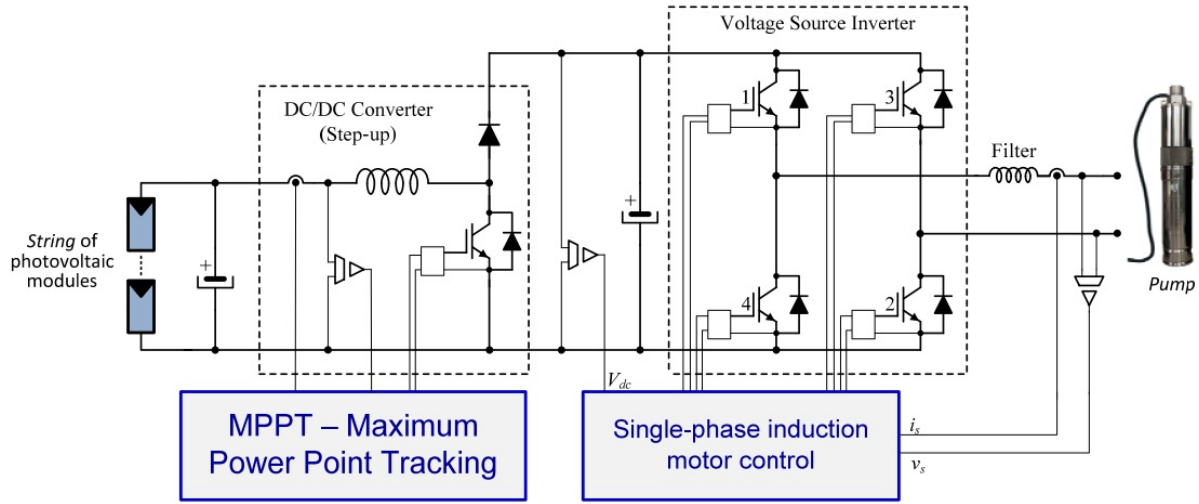 Voltage Source Inverter
DC/DC Converter
(Step-up)
1
3
Filter
String of
photovoltaic
modules
+
+
4
2
Pump
V_dc
MPPT – Maximum
Power Point Tracking
Single-phase induction
motor control
i_s
v_s